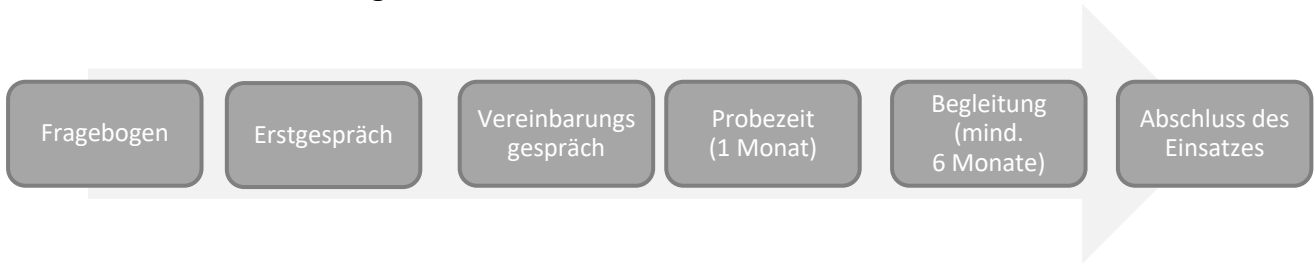 Fragebogen
Erstgespräch
Vereinbarungs
gespräch
Probezeit
(1 Monat)
Begleitung
(mind.
6 Monate)
Abschluss des
Einsatzes